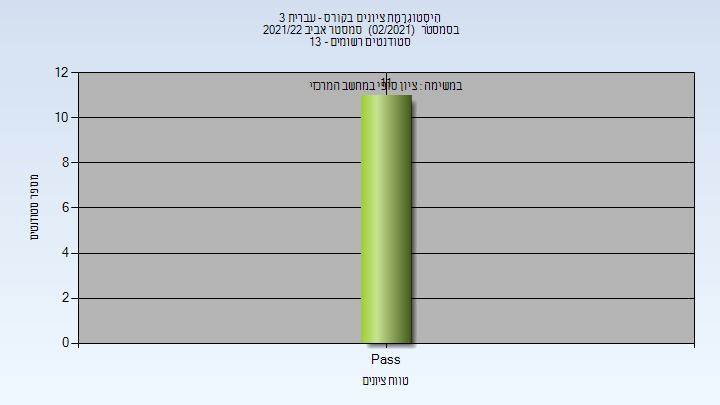 היסטוגרמת ציונים בקורס - עברית 3
בסמסטר (02/2021) סמסטר אביב 2021/22
סטודנטים רשומים - 13
במשימה : ציון סופי במחשב המרכזי
11
12
10
8
6
4
2
0
מספר סטודנטים
Pass
טווח ציונים